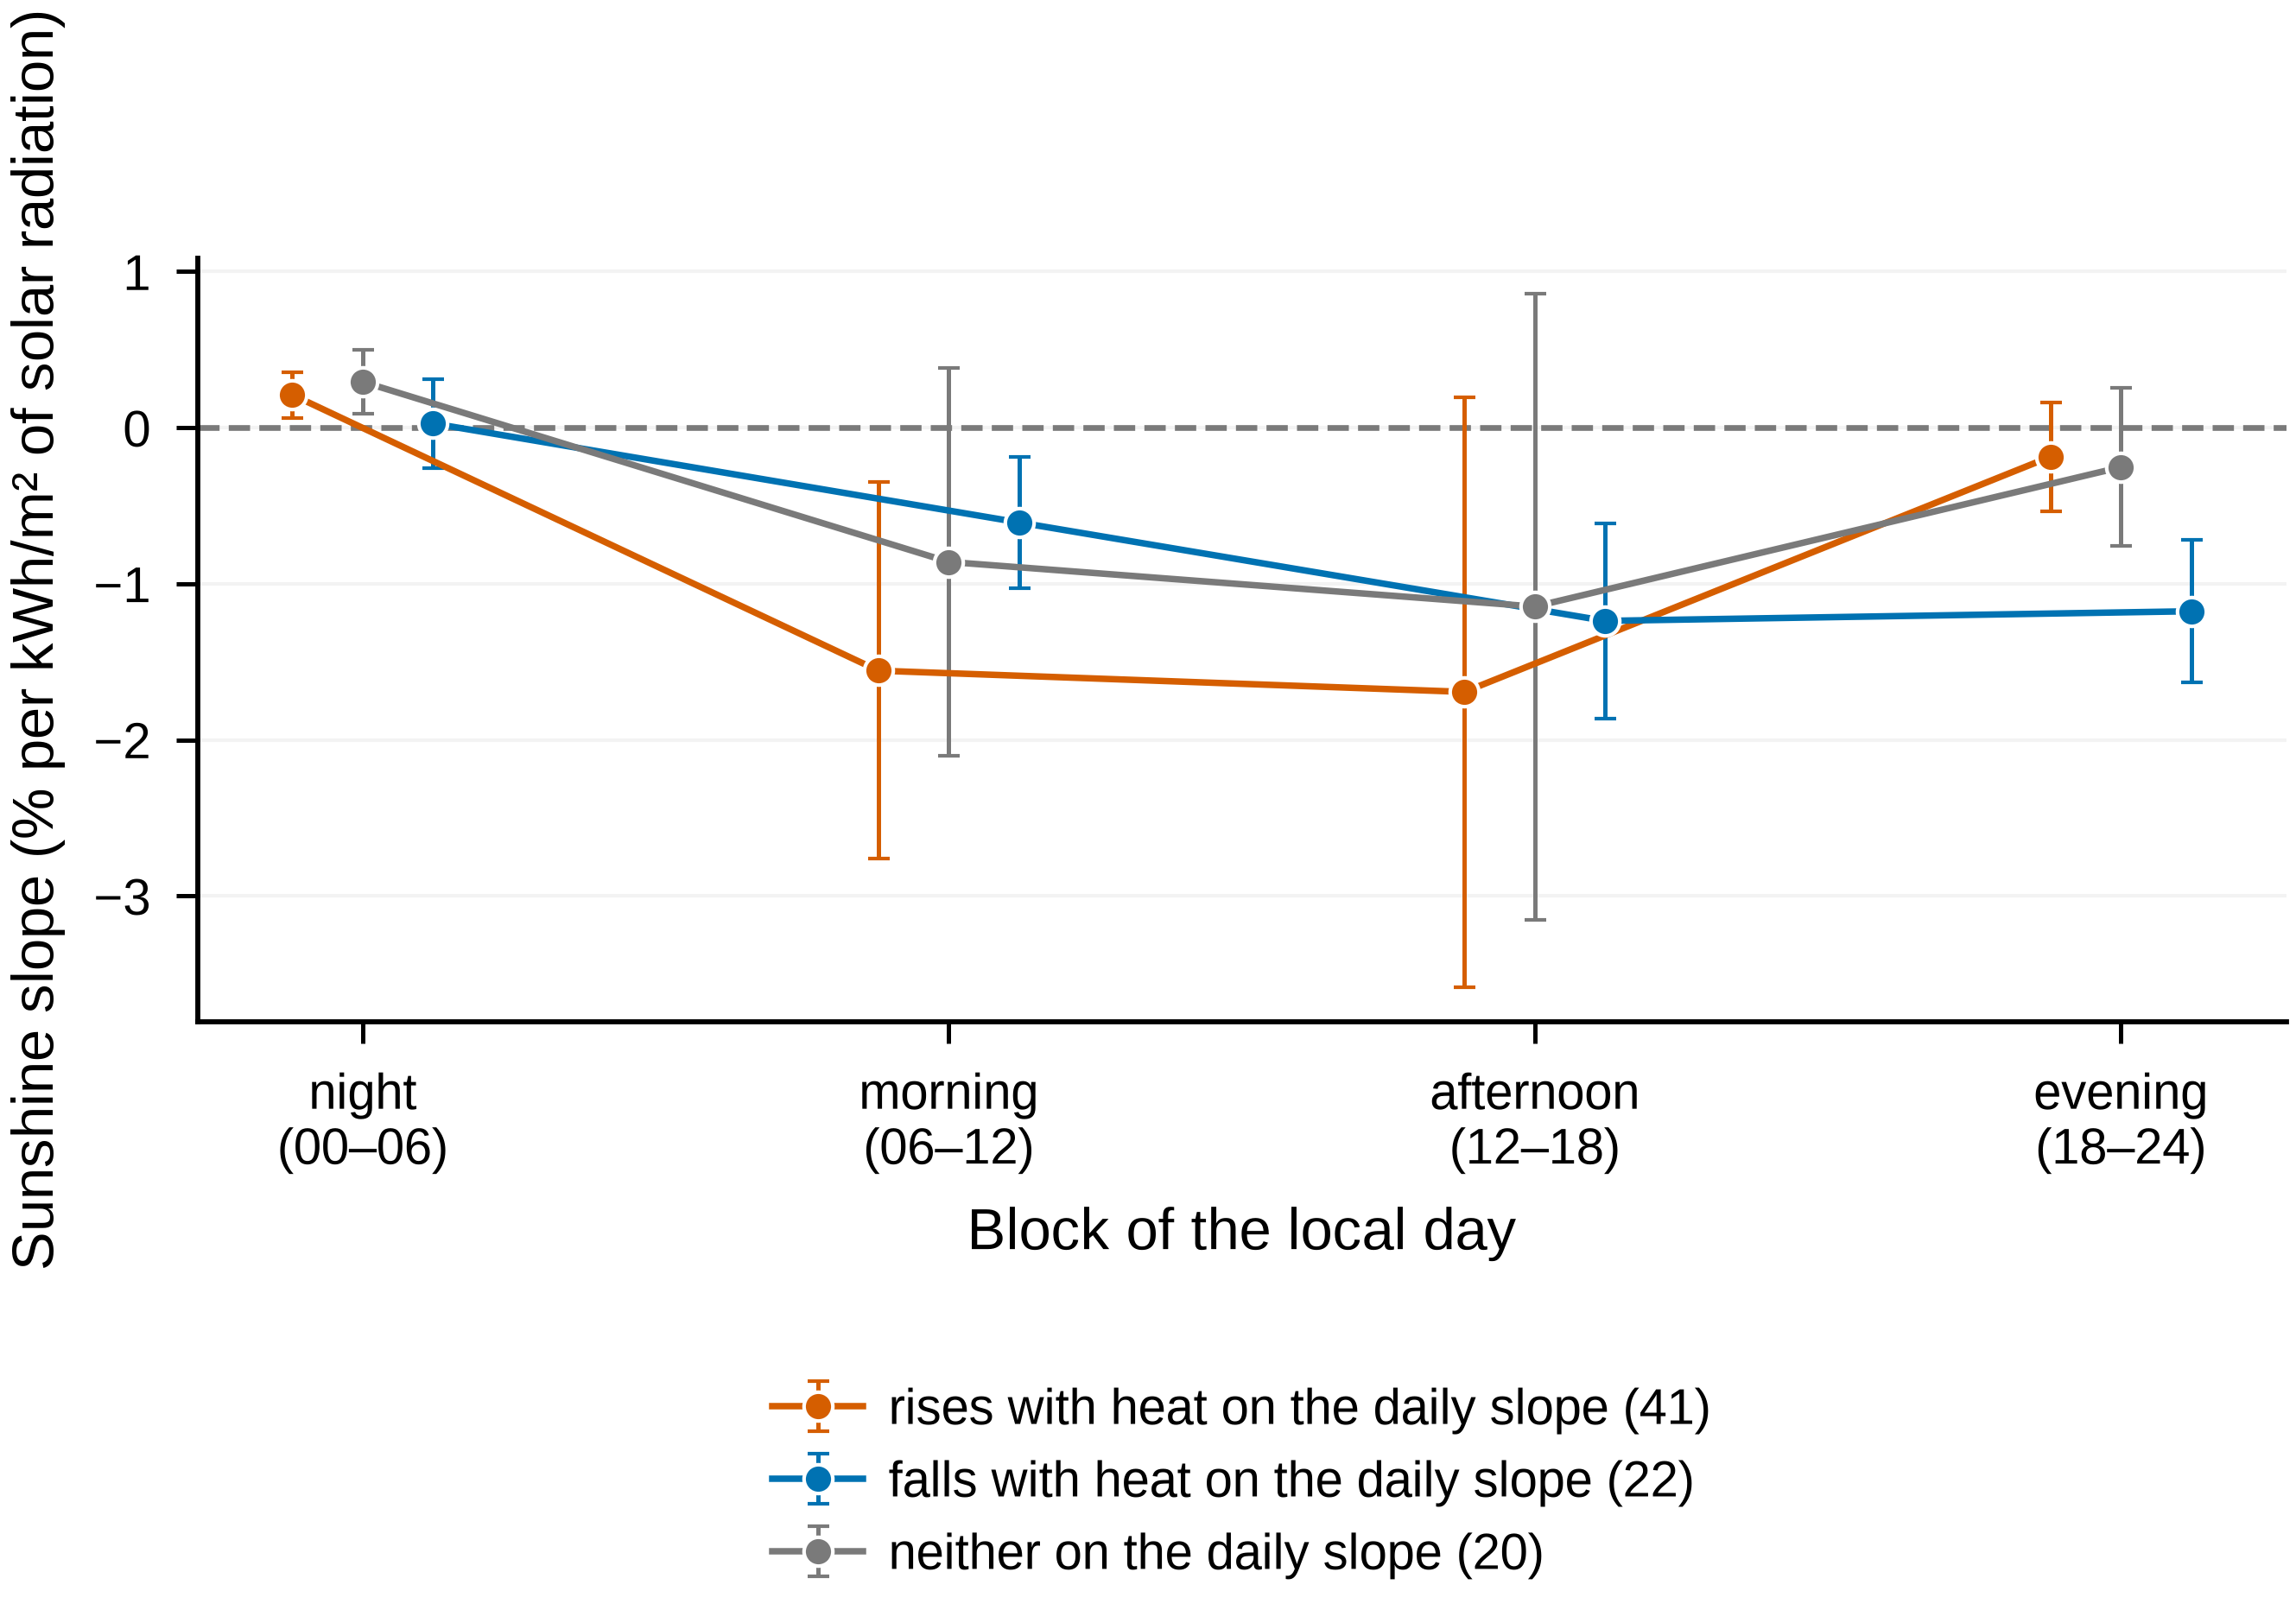 Sunshine slope (% per kWh/m² of solar radiation)
1
0
−1
−2
−3
night
(00–06)
morning
(06–12)
afternoon
(12–18)
evening
(18–24)
Block of the local day
rises with heat on the daily slope (41)
falls with heat on the daily slope (22)
neither on the daily slope (20)